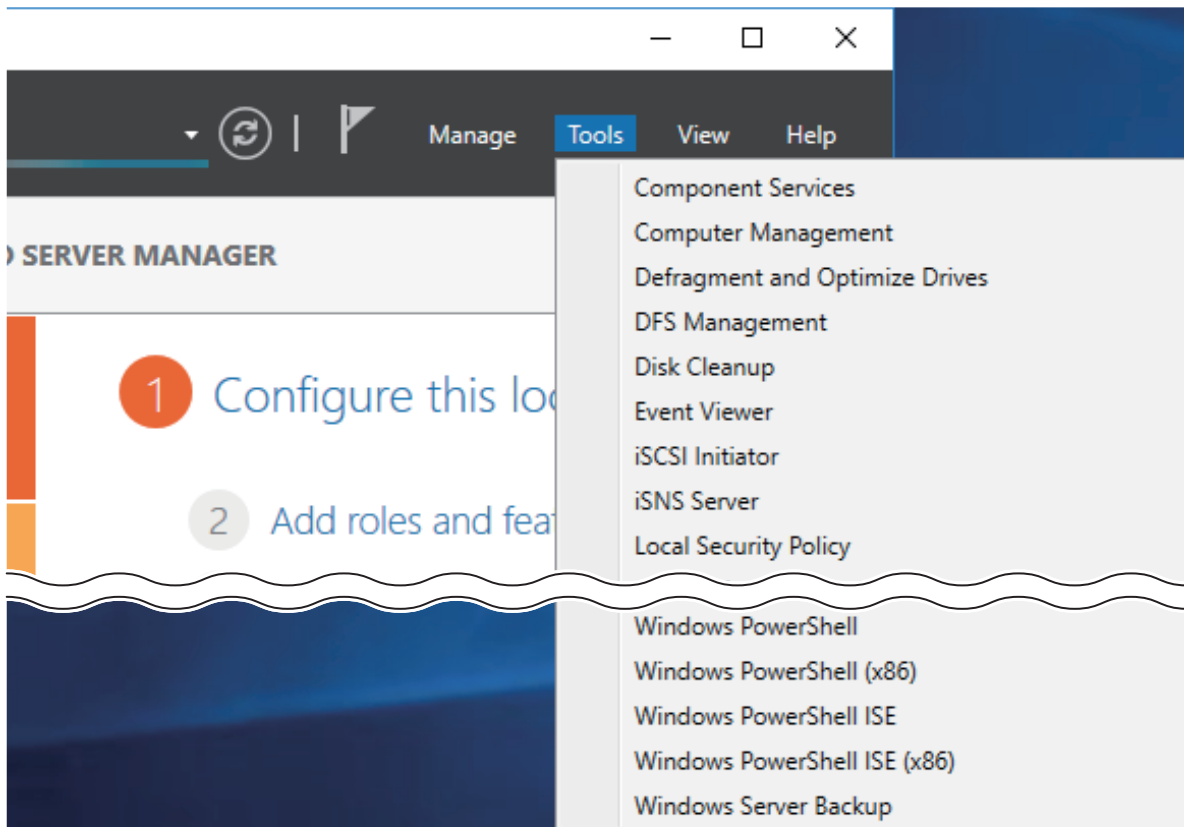 Manage Tools View Help
SERVER MANAGER
1 Configure this
2 Add roles and
Component Services
Computer Management
Defragment and Optimize Drives
DFS Management
Disk Cleanup
Event Viewer
iSCSI Initiator
iSNS Server
Local Security Policy
Windows PowerShell
Windows PowerShell (x86)
Windows PowerShell ISE
Windows PowerShell ISE (x86)
Windows Server Backup